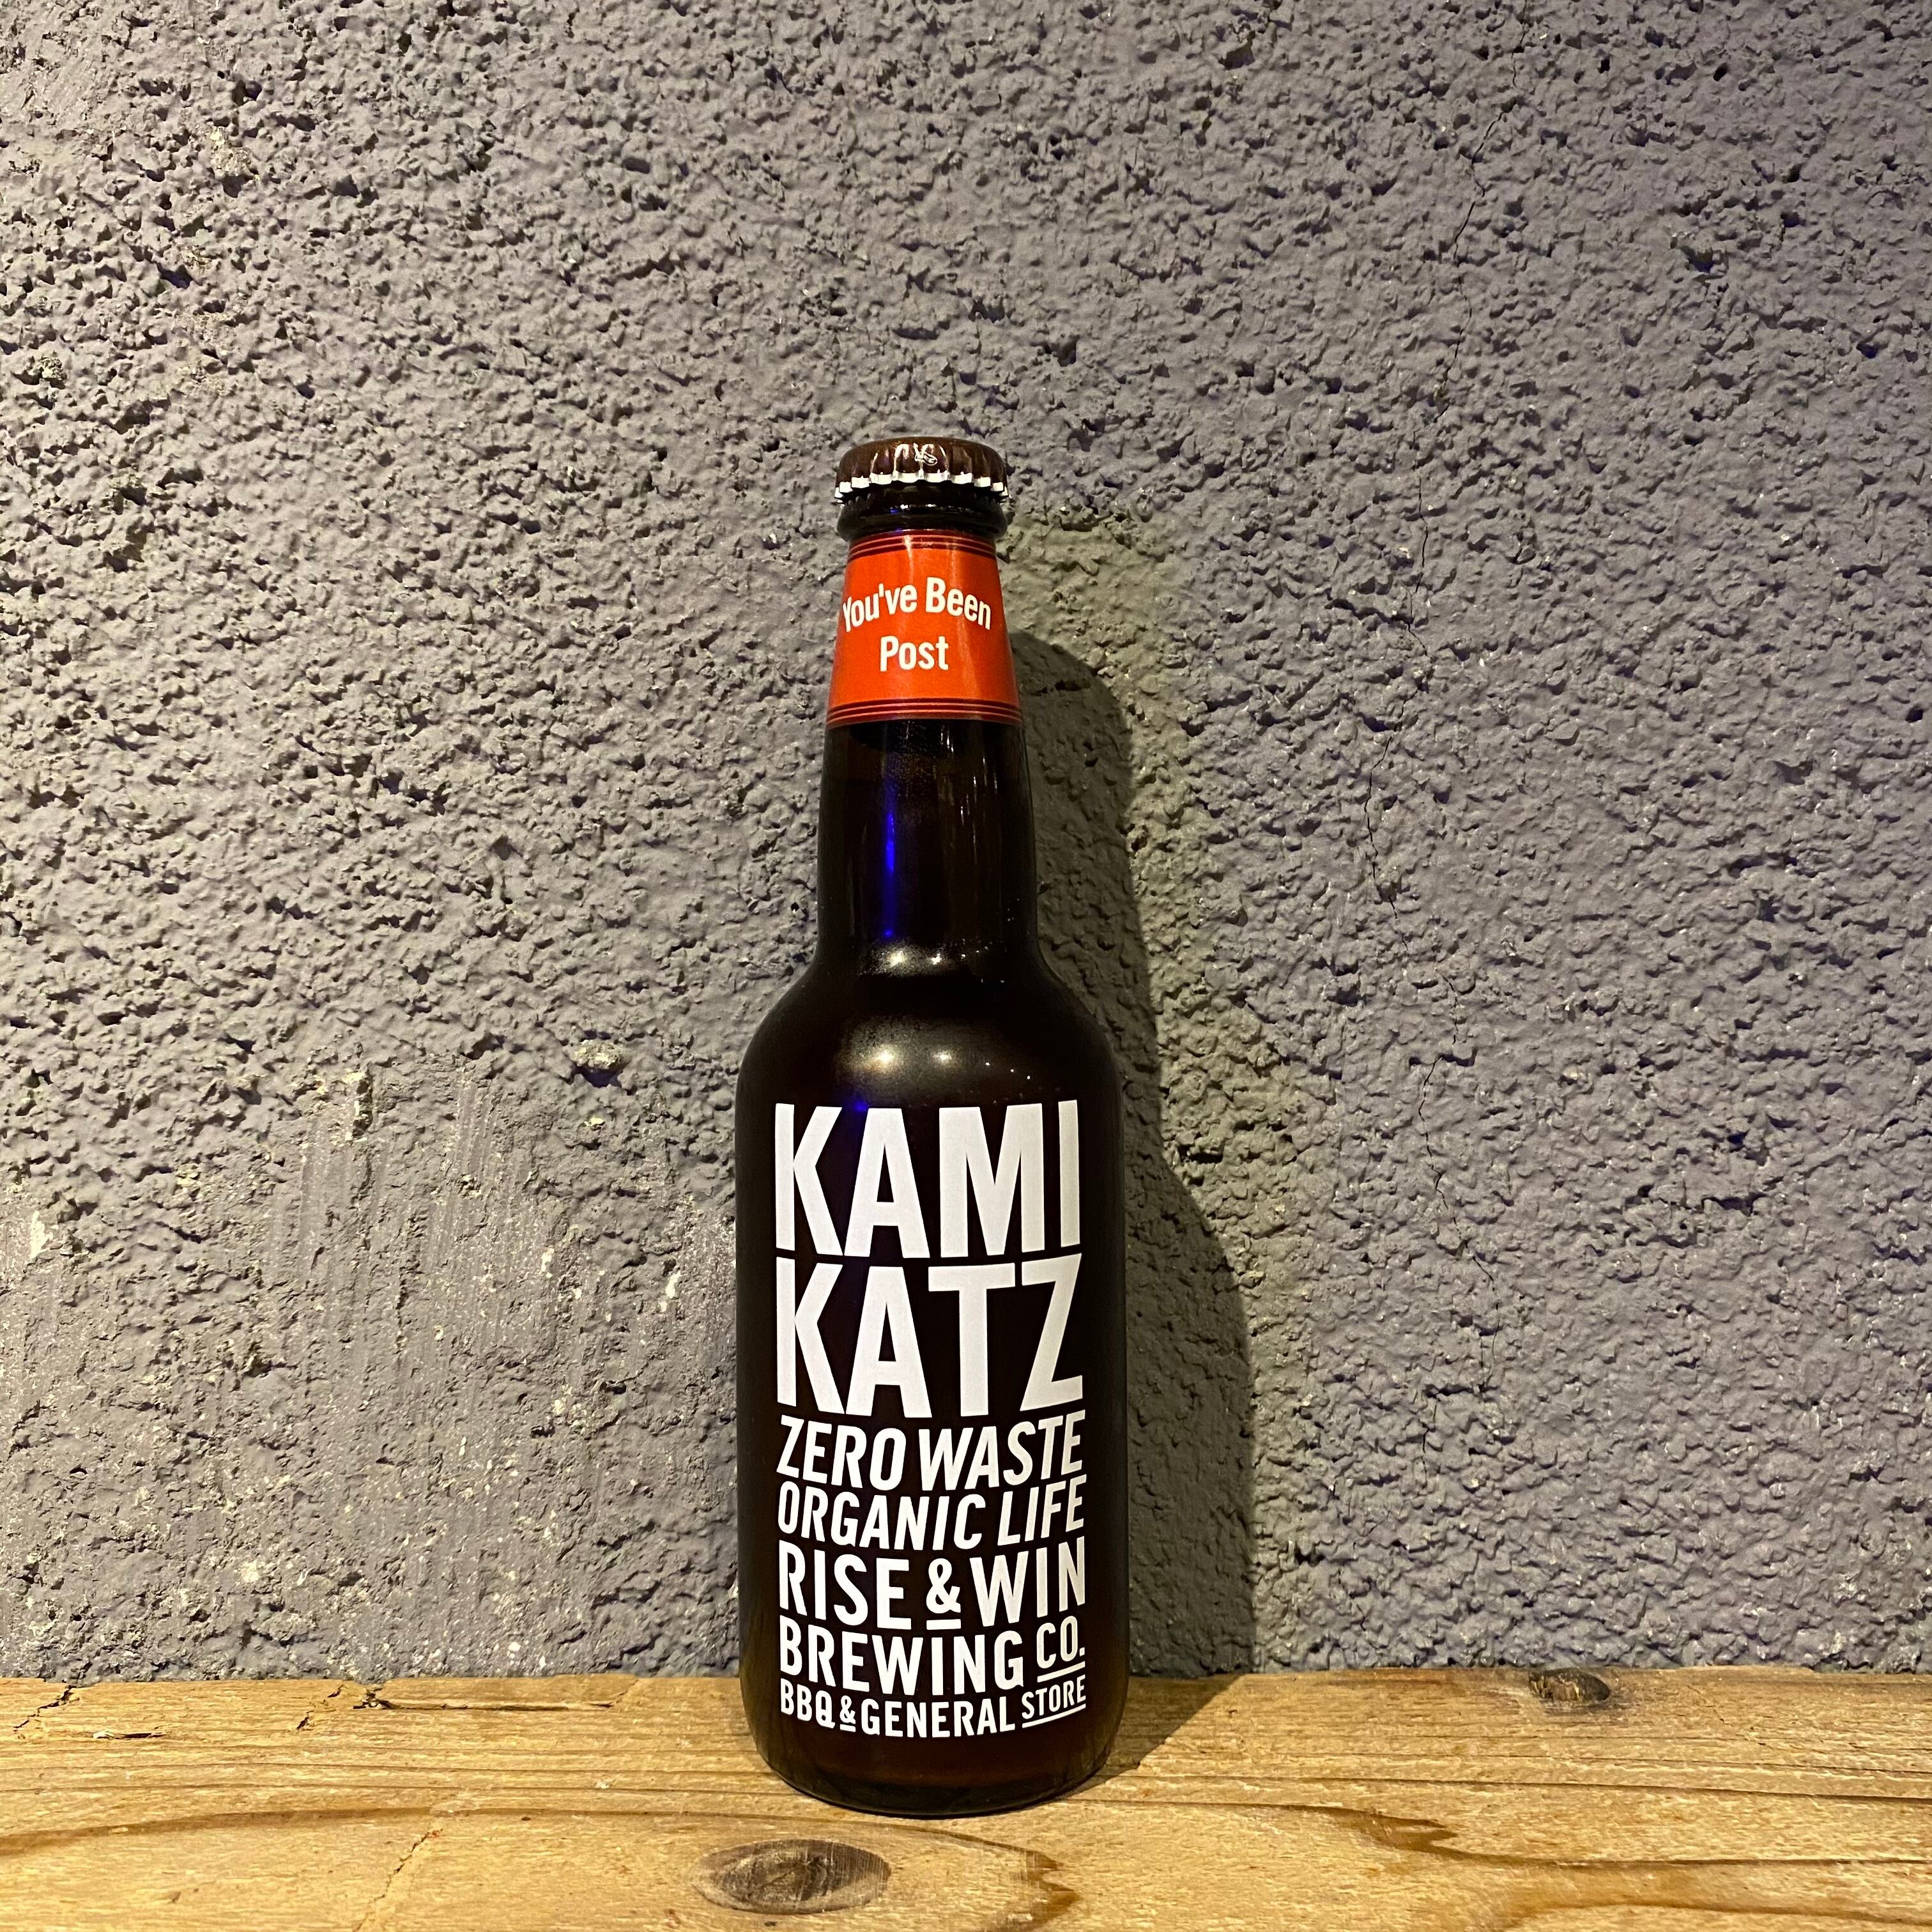 You've Been
Post
KAMI
KATZ
ZERO WASTE
ORGANIC LIFE
RISE & WIN
BREWING CO.
BBQ & GENERAL STORE